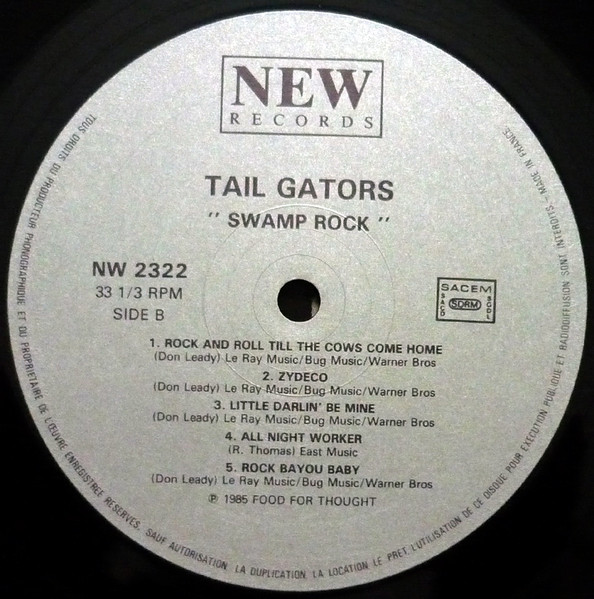 NEW
RECORDS
TAIL GATORS
" SWAMP ROCK "
NW 2322
33 1/3 RPM
SIDE B
SACEM
SACD
SDRM
SGDL
1. ROCK AND ROLL TILL THE COWS COME HOME
(Don Leady) Le Ray Music/Bug Music/Warner Bros
2. ZYDECO
(Don Leady) Le Ray Music/Bug Music/Warner Bros
3. LITTLE DARLIN' BE MINE
(Don Leady) Le Ray Music/Bug Music/Warner Bros
4. ALL NIGHT WORKER
(R. Thomas) East Music
5. ROCK BAYOU BABY
(Don Leady) Le Ray Music/Bug Music/Warner Bros
℗ 1985 FOOD FOR THOUGHT
TOUS DROITS DU PRODUCTEUR PHONOGRAPHIQUE ET DU PROPRIETAIRE DE L'ŒUVRE ENREGISTREE RESERVES. SAUF AUTORISATION, LA DUPLICATION, LA LOCATION, LE PRET, L'UTILISATION DE CE DISQUE POUR EXECUTION PUBLIQUE ET RADIODIFFUSION SONT INTERDITS - MADE IN FRANCE.